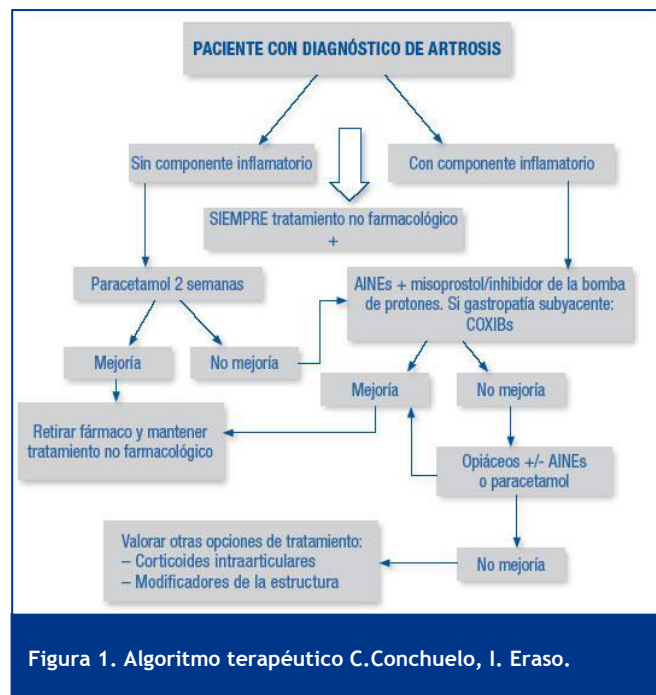 PACIENTE CON DIAGNÓSTICO DE ARTROSIS
Sin componente inflamatorio
Con componente inflamatorio
SIEMPRE tratamiento no farmacológico
+
Paracetamol 2 semanas
AINEs + misoprostol/inhibidor de la bomba
de protones. Si gastropatía subyacente:
COXIBs
Mejoría
No mejoría
Mejoría
No mejoría
Retirar fármaco y mantener
tratamiento no farmacológico
Opiáceos +/- AINEs
o paracetamol
Valorar otras opciones de tratamiento:
– Corticoides intraarticulares
– Modificadores de la estructura
No mejoría
Figura 1. Algoritmo terapéutico C.Conchuelo, I. Eraso.